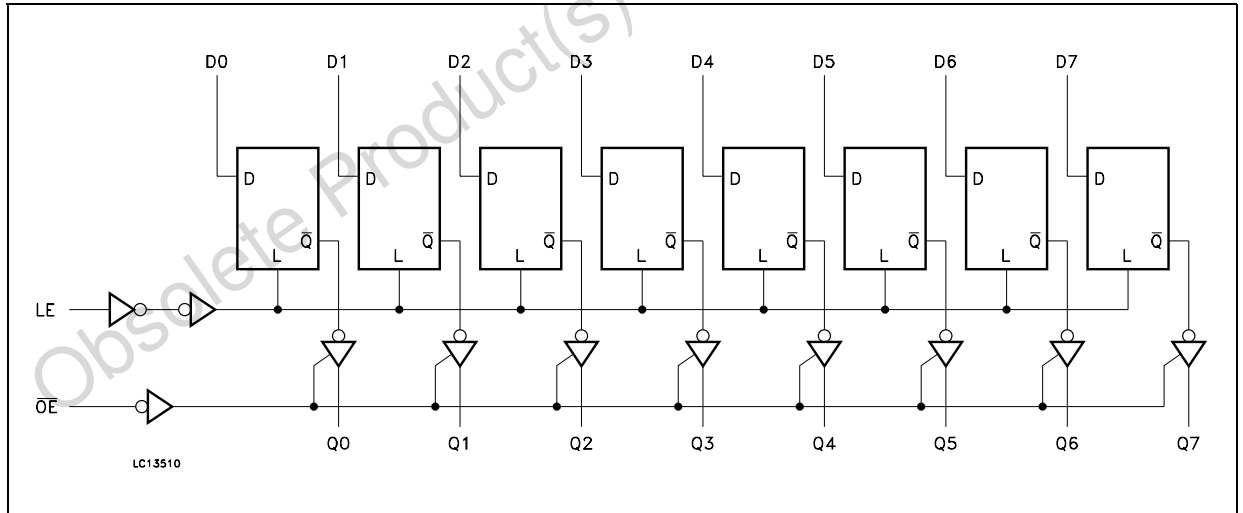 Obsolete Product(s)
D0 D1 D2 D3 D4 D5 D6 D7
D D D D D D D D
Q̅ Q̅ Q̅ Q̅ Q̅ Q̅ Q̅ Q̅
L L L L L L L L
LE
O̅E̅
Q0 Q1 Q2 Q3 Q4 Q5 Q6 Q7
LC13510